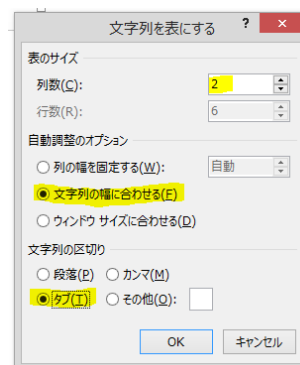 文字列を表にする ? ×
表のサイズ
列数(C): 2
行数(R): 6
自動調整のオプション
列の幅を固定する(W): 自動
文字列の幅に合わせる(F)
ウィンドウ サイズに合わせる(D)
文字列の区切り
段落(P) カンマ(M)
タブ(T) その他(O):
OK キャンセル